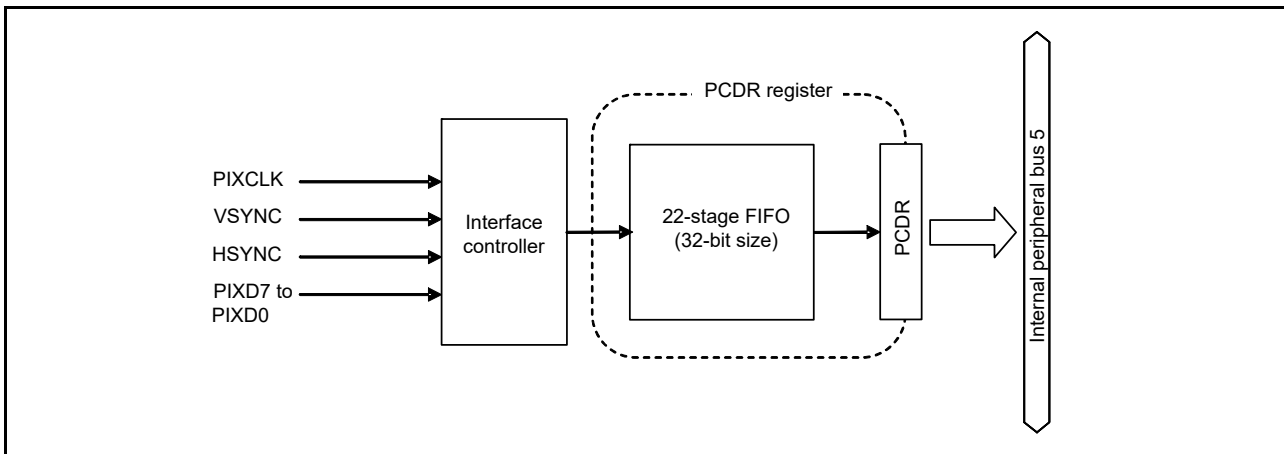 PCDR register
PIXCLK
VSYNC
HSYNC
PIXD7 to
PIXD0
Interface
controller
22-stage FIFO
(32-bit size)
PCDR
Internal peripheral bus 5